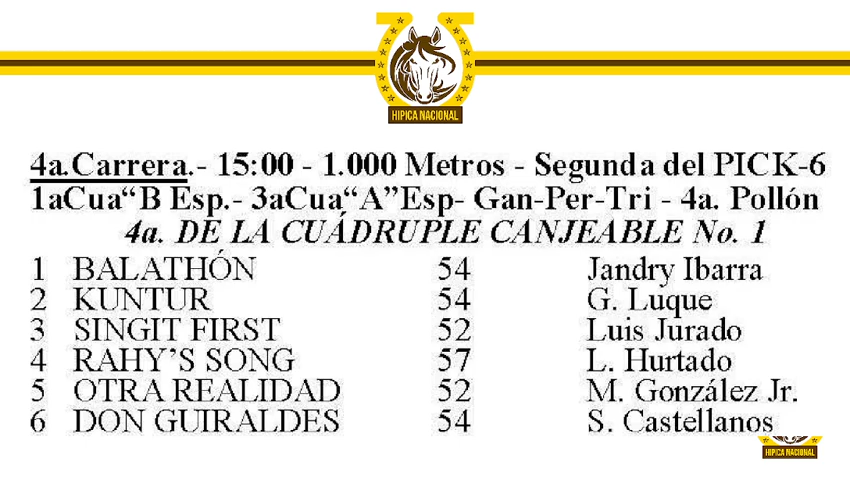 HIPICA NACIONAL
4a.Carrera.- 15:00 - 1.000 Metros - Segunda del PICK-6
1aCua“B Esp.- 3aCua“A”Esp- Gan-Per-Tri - 4a. Pollón
4a. DE LA CUÁDRUPLE CANJEABLE No. 1
1 BALATHÓN 54 Jandry Ibarra
2 KUNTUR 54 G. Luque
3 SINGIT FIRST 52 Luis Jurado
4 RAHY’S SONG 57 L. Hurtado
5 OTRA REALIDAD 52 M. González Jr.
6 DON GUIRALDES 54 S. Castellanos
HIPICA NACIONAL